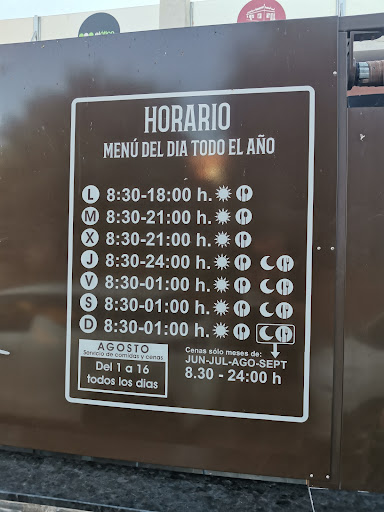 HORARIO
MENÚ DEL DIA TODO EL AÑO
L 8:30-18:00 h.
M 8:30-21:00 h.
X 8:30-21:00 h.
J 8:30-24:00 h.
V 8:30-01:00 h.
S 8:30-01:00 h.
D 8:30-01:00 h.
AGOSTO
Servicio de comidas y cenas
Del 1 a 16
todos los dias
Cenas sólo meses de:
JUN-JUL-AGO-SEPT
8.30 - 24:00 h